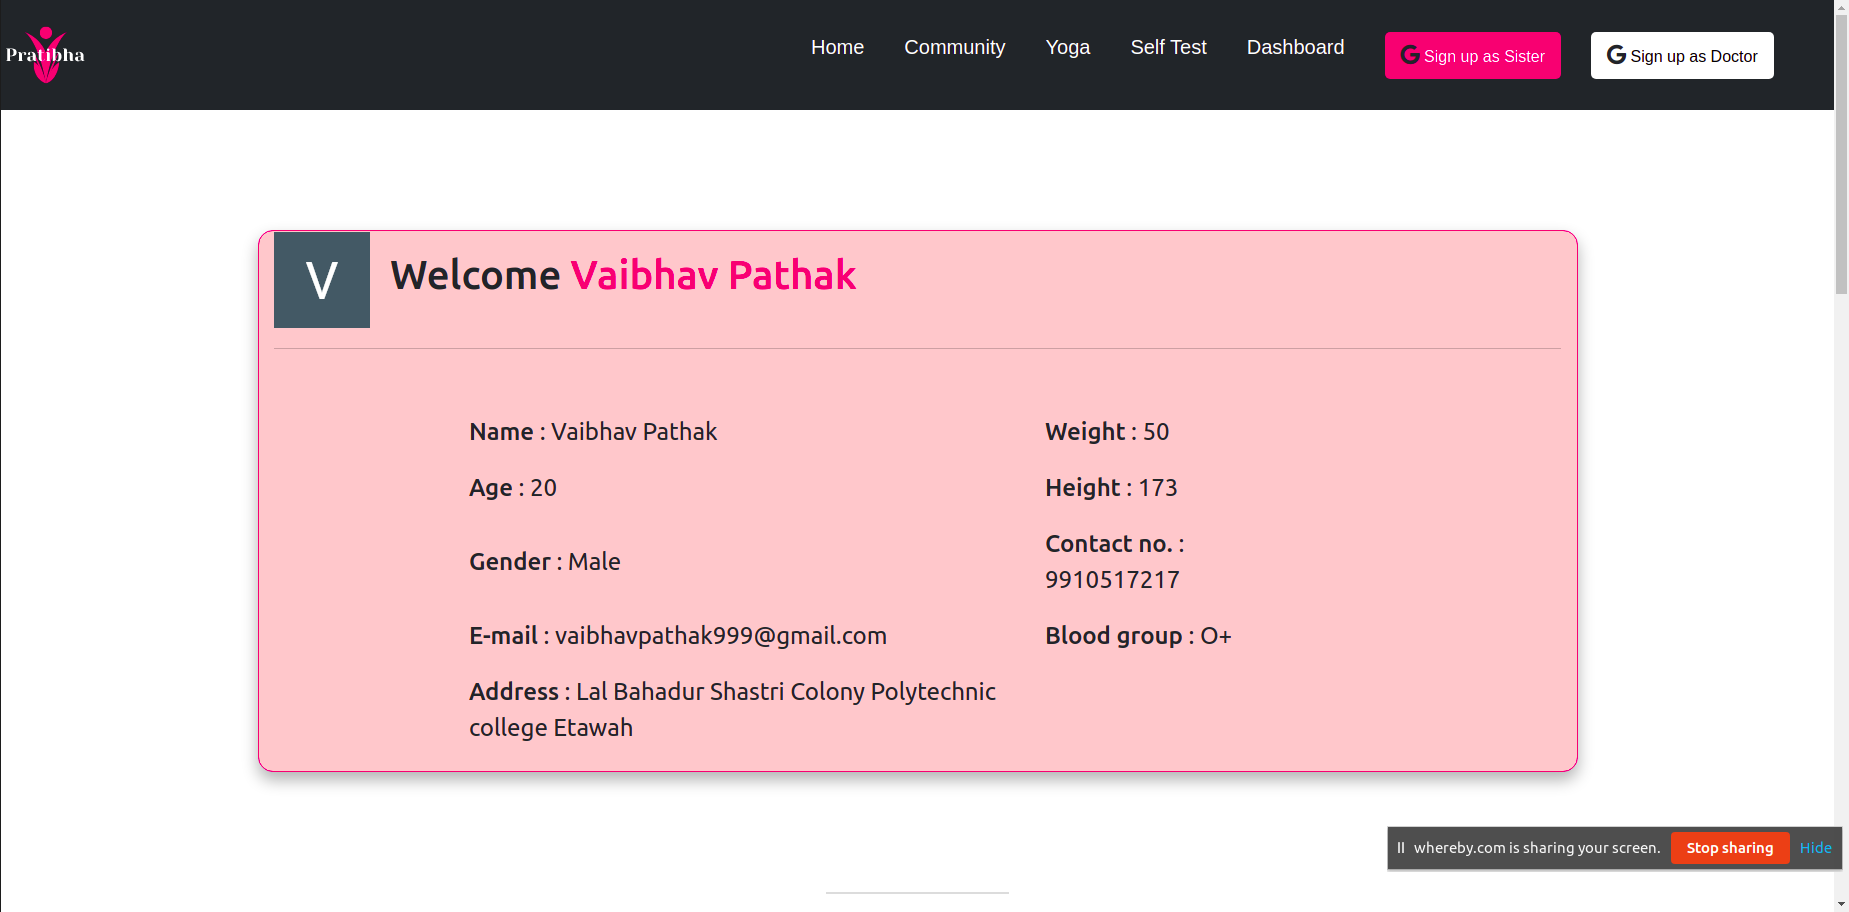 Pratibha
Home Community Yoga Self Test Dashboard G Sign up as Sister G Sign up as Doctor
V
Welcome Vaibhav Pathak
Name : Vaibhav Pathak
Weight : 50
Age : 20
Height : 173
Gender : Male
Contact no. :
9910517217
E-mail : vaibhavpathak999@gmail.com
Blood group : O+
Address : Lal Bahadur Shastri Colony Polytechnic
college Etawah
whereby.com is sharing your screen. Stop sharing Hide